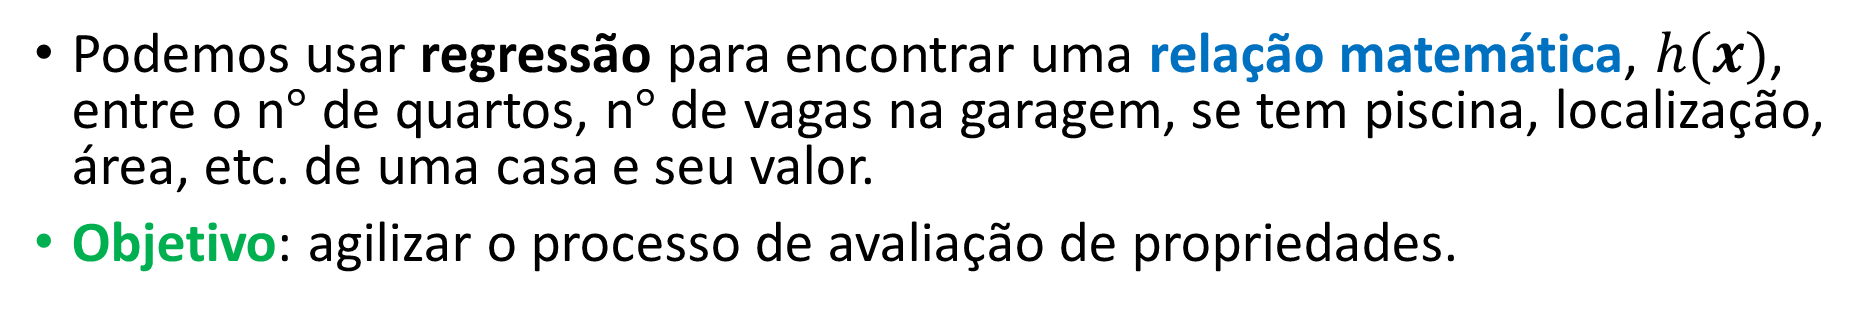 • Podemos usar regressão para encontrar uma relação matemática, h(x),
entre o n° de quartos, n° de vagas na garagem, se tem piscina, localização,
área, etc. de uma casa e seu valor.
• Objetivo: agilizar o processo de avaliação de propriedades.